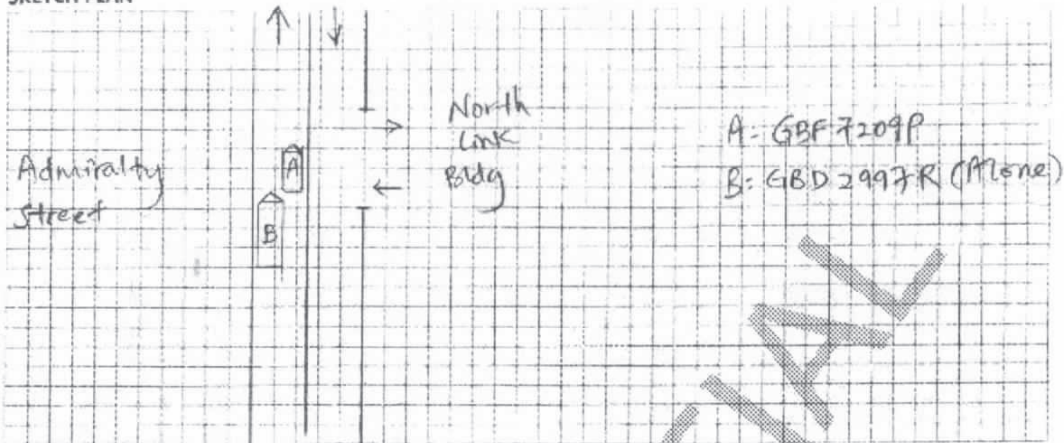 SKETCH PLAN
North
Link
Bldg
Admiralty
Street
A
B
A- GBF 7209P
B: GBD 2997R (Alone)